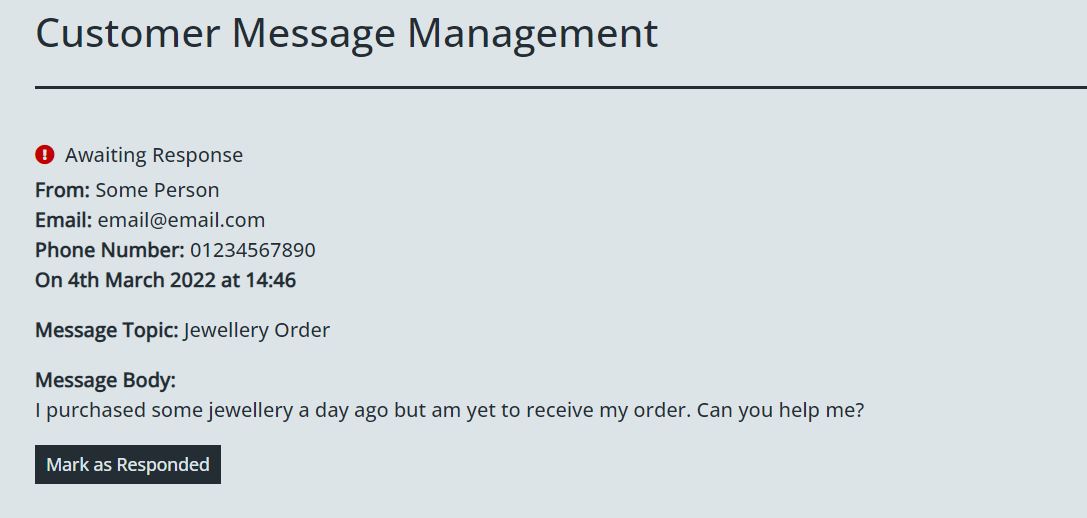 Customer Message Management
Awaiting Response
From: Some Person
Email: email@email.com
Phone Number: 01234567890
On 4th March 2022 at 14:46
Message Topic: Jewellery Order
Message Body:
I purchased some jewellery a day ago but am yet to receive my order. Can you help me?
Mark as Responded